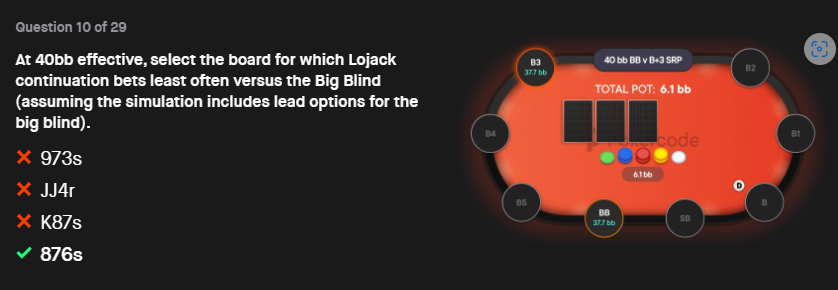 Question 10 of 29
At 40bb effective, select the board for which Lojack
continuation bets least often versus the Big Blind
(assuming the simulation includes lead options for the
big blind).
973s
JJ4r
K87s
876s
40 bb BB v B+3 SRP
B3
37.7 bb
B2
TOTAL POT: 6.1 bb
B4
B1
6.1 bb
D
B5
BB
37.7 bb
SB
B